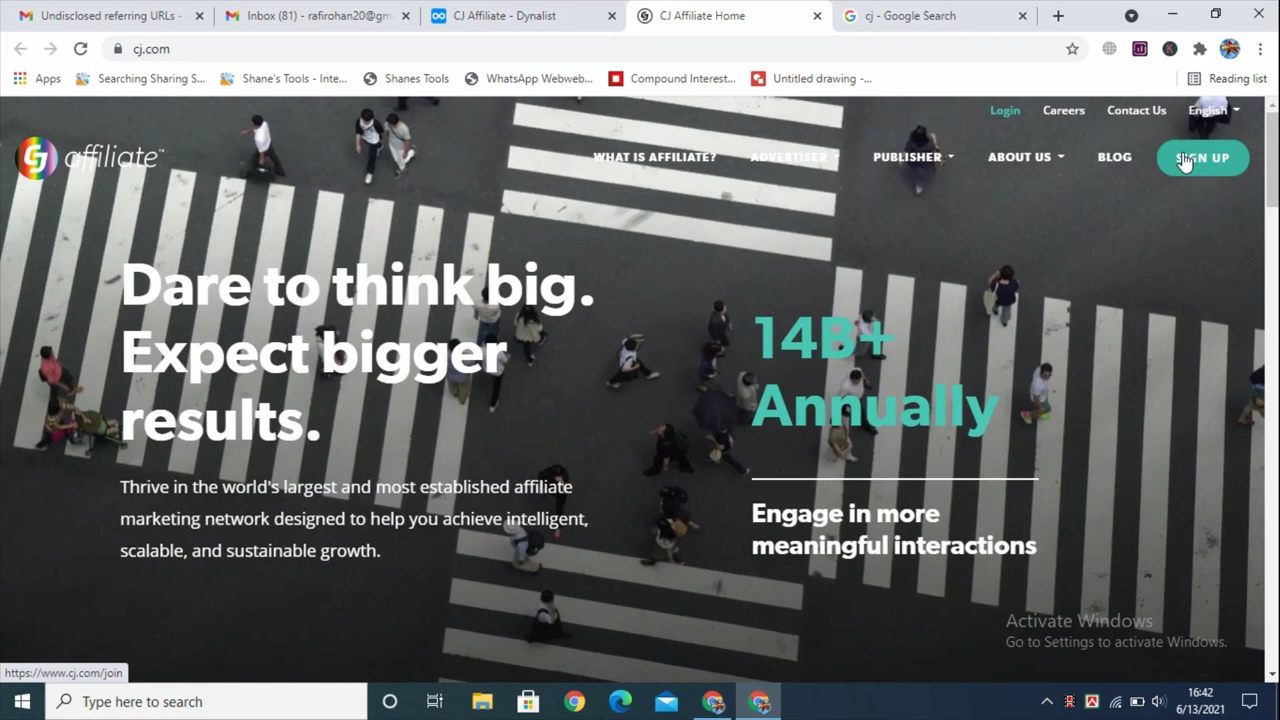 Undisclosed referring URLs -
Inbox (81) - rafirohan20@gm
CJ Affiliate - Dynalist
CJ Affiliate Home
cj - Google Search
cj.com
Apps
Searching Sharing S...
Shane's Tools - Inte...
Shanes Tools
WhatsApp Webweb...
Compound Interest...
Untitled drawing -...
Reading list
Login
Careers
Contact Us
English
affiliate™
WHAT IS AFFILIATE?
ADVERTISER
PUBLISHER
ABOUT US
BLOG
SIGN UP
Dare to think big.
Expect bigger
results.
Thrive in the world's largest and most established affiliate
marketing network designed to help you achieve intelligent,
scalable, and sustainable growth.
14B+
Annually
Engage in more
meaningful interactions
Activate Windows
Go to Settings to activate Windows.
https://www.cj.com/join
Type here to search
16:42
6/13/2021